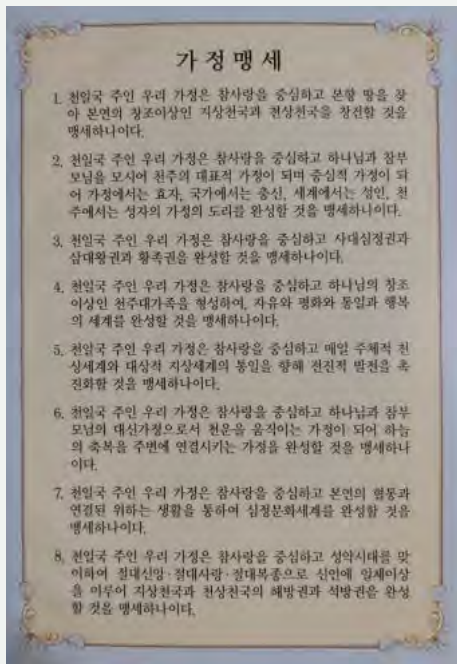 가정맹세
1. 천일국 주인 우리 가정은 참사랑을 중심하고 본향 땅을 찾
아 본연의 창조이상인 지상천국과 천상천국을 창건할 것을
맹세하나이다.
2. 천일국 주인 우리 가정은 참사랑을 중심하고 하나님과 참부
모님을 모시어 천주의 대표적 가정이 되며 중심적 가정이 되
어 가정에서는 효자, 국가에서는 충신, 세계에서는 성인, 천
주에서는 성자의 가정의 도리를 완성할 것을 맹세하나이다.
3. 천일국 주인 우리 가정은 참사랑을 중심하고 사대심정권과
삼대왕권과 황족권을 완성할 것을 맹세하나이다.
4. 천일국 주인 우리 가정은 참사랑을 중심하고 하나님의 창조
이상인 천주대가족을 형성하여, 자유와 평화와 통일과 행복
의 세계를 완성할 것을 맹세하나이다.
5. 천일국 주인 우리 가정은 참사랑을 중심하고 매일 주체적 천
상세계와 대상적 지상세계의 통일을 향해 전진적 발전을 촉
진화할 것을 맹세하나이다.
6. 천일국 주인 우리 가정은 참사랑을 중심하고 하나님과 참부
모님의 대신가정으로서 천운을 움직이는 가정이 되어 하늘
의 축복을 주변에 연결시키는 가정을 완성할 것을 맹세하나
이다.
7. 천일국 주인 우리 가정은 참사랑을 중심하고 본연의 혈통과
연결된 위하는 생활을 통하여 심정문화세계를 완성할 것을
맹세하나이다.
8. 천일국 주인 우리 가정은 참사랑을 중심하고 성약시대를 맞
이하여 절대신앙·절대사랑·절대복종으로 신인애 일체이상
을 이루어 지상천국과 천상천국의 해방권과 석방권을 완성
할 것을 맹세하나이다.